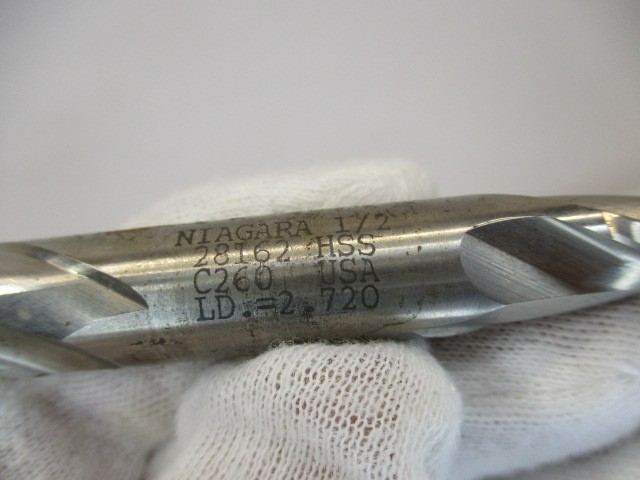 NIAGARA 1/2
28162 HSS
C260 USA
LD.=2.720